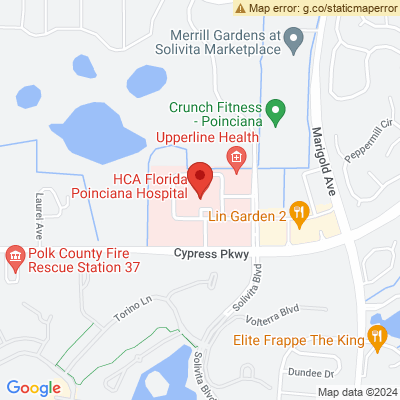 Map error: g.co/staticmaperror
Merrill Gardens at
Solivita Marketplace
Crunch Fitness -
- Poinciana
Upperline Health
Marigold Ave
Peppermill Cir
HCA Florida
Poinciana Hospital
Laurel Ave
Lin Garden 2
Polk County Fire
Rescue Station 37
Cypress Pkwy
Solivita Blvd
Torino Ln
Volterra Blvd
Elite Frappe The King
Solivita Blvd
Dundee Dr
Google
Map data ©2024